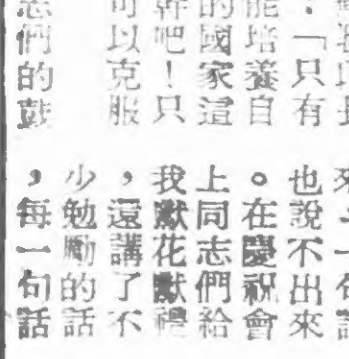 ：「只有
能培養自
的國家這
幹吧！只
可以克服
志們的鼓
也說不出來
。在慶祝會
上同志們給
我獻花獻禮
，還講了不
少勉勵的話
，每一句話